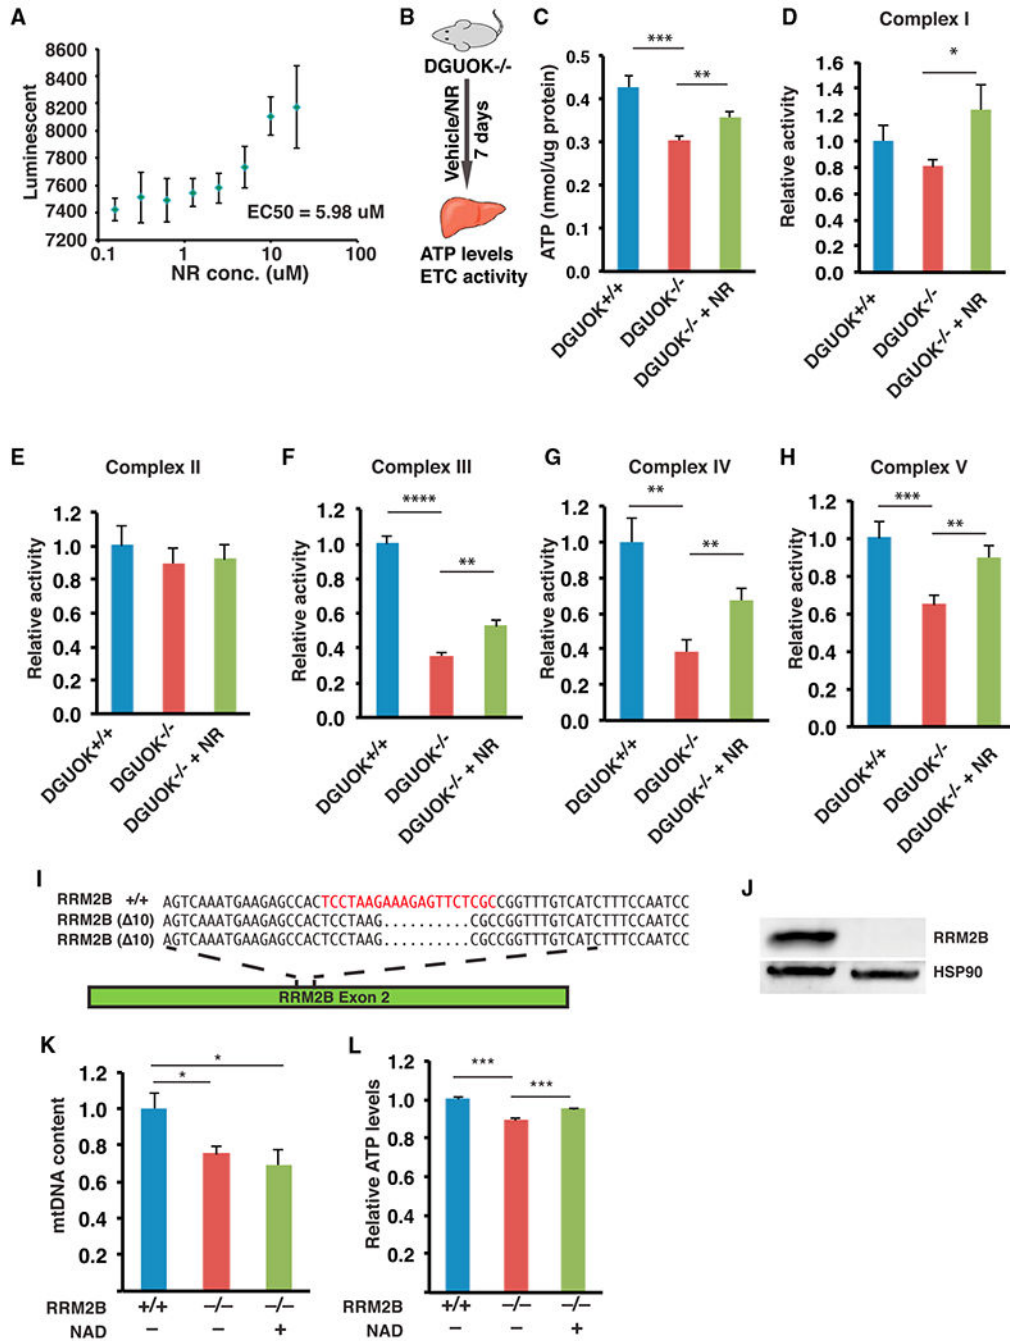 A
8600
8400
8200
8000
7800
7600
7400
7200
Luminescent
0.1
1
10
100
NR conc. (uM)
EC50 = 5.98 uM
B
DGUOK-/-
Vehicle/NR
7 days
ATP levels
ETC activity
C
ATP (nmol/ug protein)
0.5
0.4
0.3
0.2
0.1
0.0
***
**
DGUOK+/+
DGUOK-/-
DGUOK-/- + NR
D
Complex I
Relative activity
1.6
1.4
1.2
1.0
0.8
0.6
0.4
0.2
0.0
*
DGUOK+/+
DGUOK-/-
DGUOK-/- + NR
E
Complex II
Relative activity
1.2
1.0
0.8
0.6
0.4
0.2
0.0
DGUOK+/+
DGUOK-/-
DGUOK-/- + NR
F
Complex III
Relative activity
1.2
1.0
0.8
0.6
0.4
0.2
0.0
****
**
DGUOK+/+
DGUOK-/-
DGUOK-/- + NR
G
Complex IV
Relative activity
1.2
1.0
0.8
0.6
0.4
0.2
0.0
**
**
DGUOK+/+
DGUOK-/-
DGUOK-/- + NR
H
Complex V
Relative activity
1.2
1.0
0.8
0.6
0.4
0.2
0.0
***
**
DGUOK+/+
DGUOK-/-
DGUOK-/- + NR
I
RRM2B +/+ AGTCAAATGAAGAGCCACTCCTAAGAAAGAGTTCTCGCCGGTTTGTCATCTTTCCAATCC
RRM2B (Δ10) AGTCAAATGAAGAGCCACTCCTAAG..........CGCCGGTTTGTCATCTTTCCAATCC
RRM2B (Δ10) AGTCAAATGAAGAGCCACTCCTAAG..........CGCCGGTTTGTCATCTTTCCAATCC
RRM2B Exon 2
J
RRM2B
HSP90
K
mtDNA content
1.2
1.0
0.8
0.6
0.4
0.2
*
*
RRM2B +/+ –/– –/–
NAD – – +
L
Relative ATP levels
1.2
1.0
0.8
0.6
0.4
0.2
***
***
RRM2B +/+ –/– –/–
NAD – – +